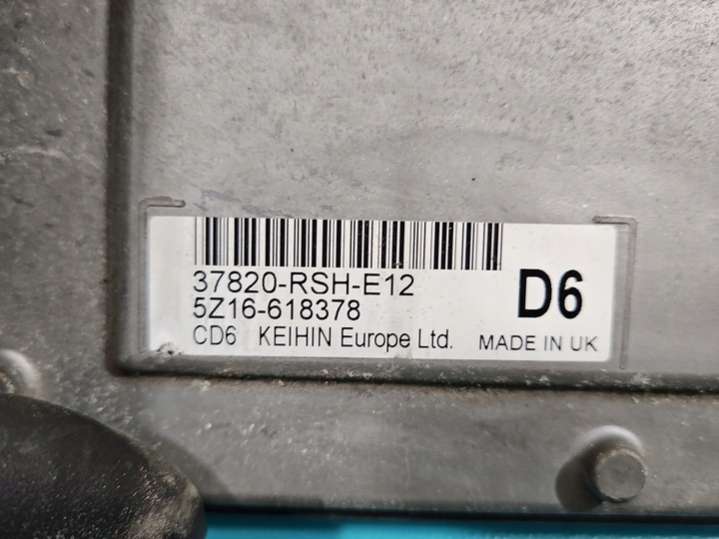 37820-RSH-E12
D6
5Z16-618378
CD6 KEIHIN Europe Ltd. MADE IN UK